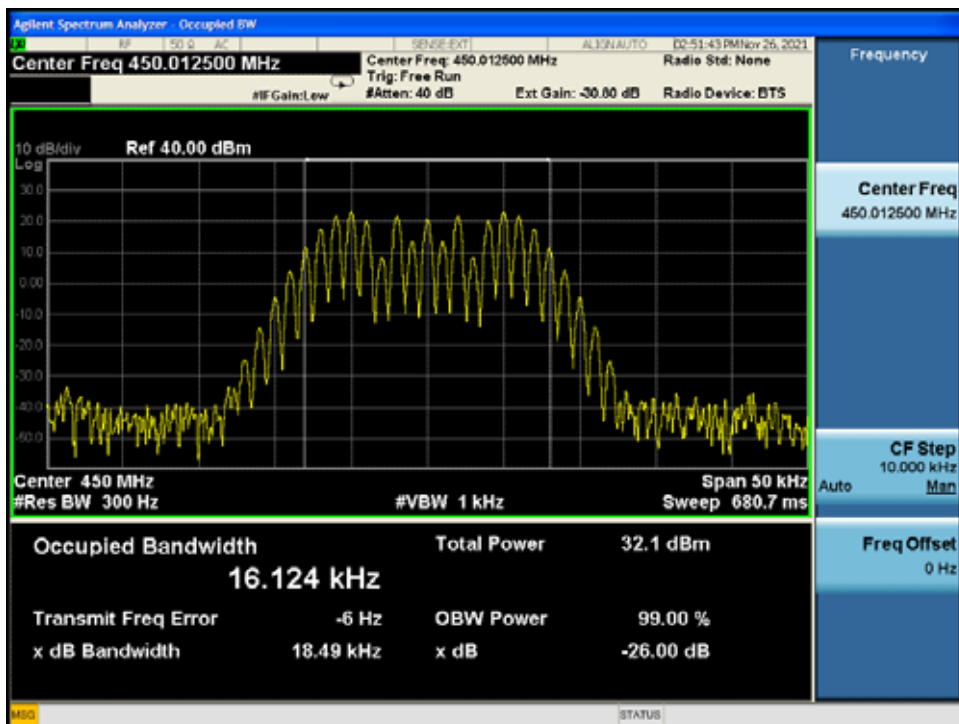 Agilent Spectrum Analyzer - Occupied BW
RF 50 Ω AC SENSE:EXT ALIGN AUTO 02:51:43 PM Nov 26, 2021
Center Freq 450.012500 MHz
Center Freq: 450.012500 MHz
Radio Std: None
Trig: Free Run
#IFGain:Low
#Atten: 40 dB
Ext Gain: -30.80 dB
Radio Device: BTS
10 dB/div
Ref 40.00 dBm
Log
30.0
20.0
10.0
0.00
-10.0
-20.0
-30.0
-40.0
-50.0
Center 450 MHz
Span 50 kHz
#Res BW 300 Hz
#VBW 1 kHz
Sweep 680.7 ms
Occupied Bandwidth
Total Power 32.1 dBm
16.124 kHz
Transmit Freq Error -6 Hz
OBW Power 99.00 %
x dB Bandwidth 18.49 kHz
x dB -26.00 dB
MSG
STATUS
Frequency
Center Freq
450.012500 MHz
CF Step
10.000 kHz
Auto Man
Freq Offset
0 Hz